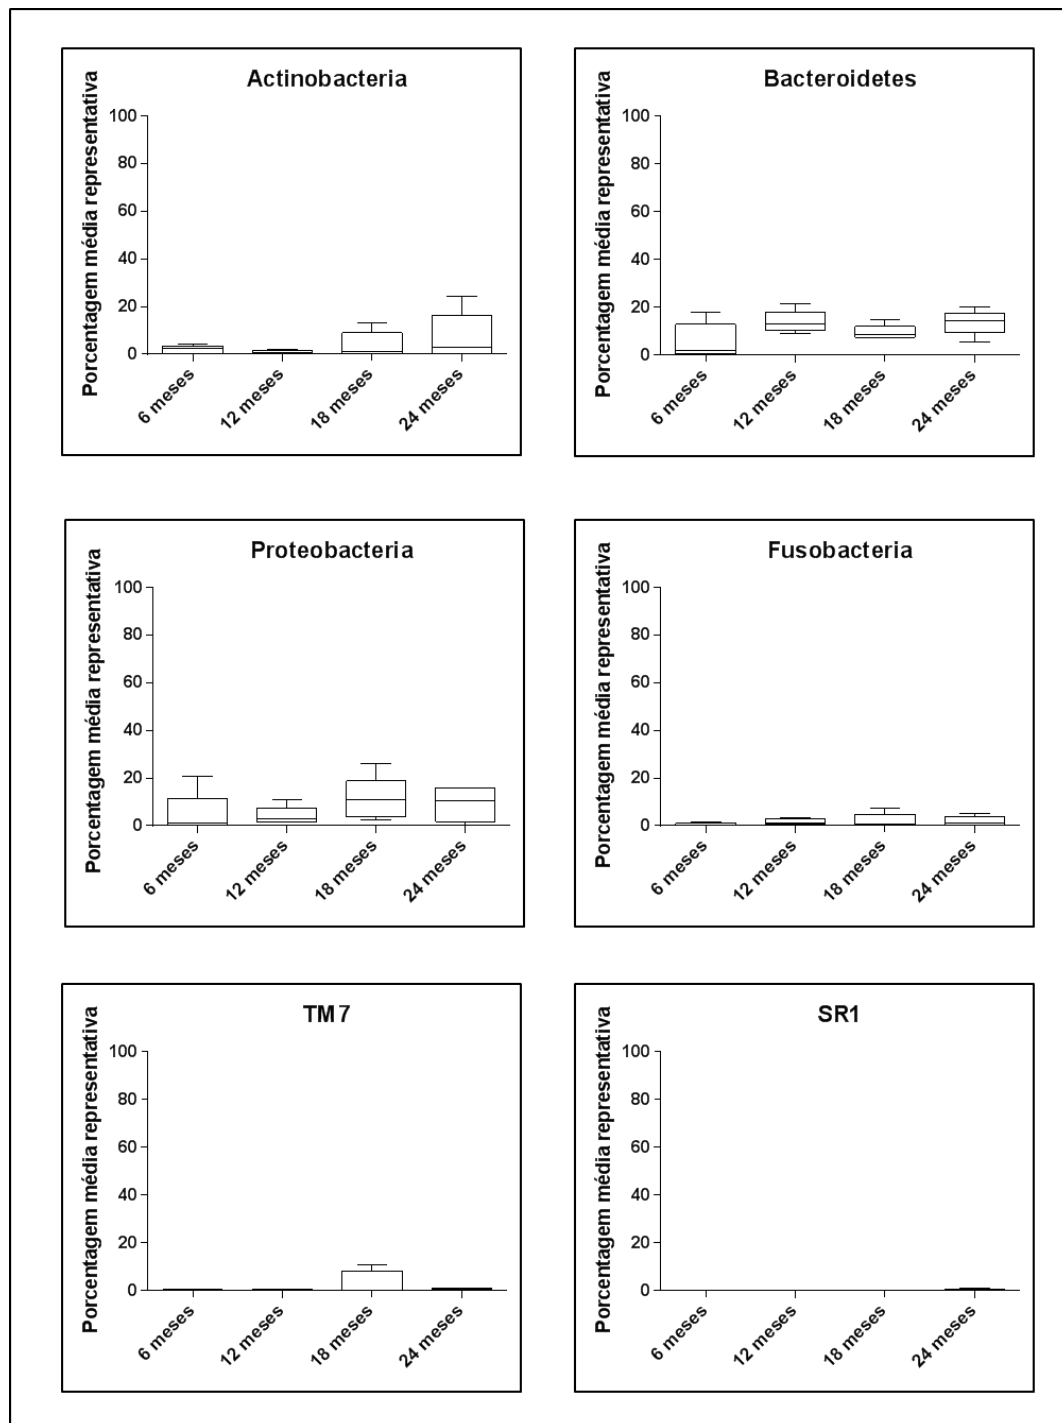 Actinobacteria
Porcentagem média representativa
100
80
60
40
20
0
6 meses
12 meses
18 meses
24 meses
Bacteroidetes
Porcentagem média representativa
100
80
60
40
20
0
6 meses
12 meses
18 meses
24 meses
Proteobacteria
Porcentagem média representativa
100
80
60
40
20
0
6 meses
12 meses
18 meses
24 meses
Fusobacteria
Porcentagem média representativa
100
80
60
40
20
0
6 meses
12 meses
18 meses
24 meses
TM7
Porcentagem média representativa
100
80
60
40
20
0
6 meses
12 meses
18 meses
24 meses
SR1
Porcentagem média representativa
100
80
60
40
20
0
6 meses
12 meses
18 meses
24 meses